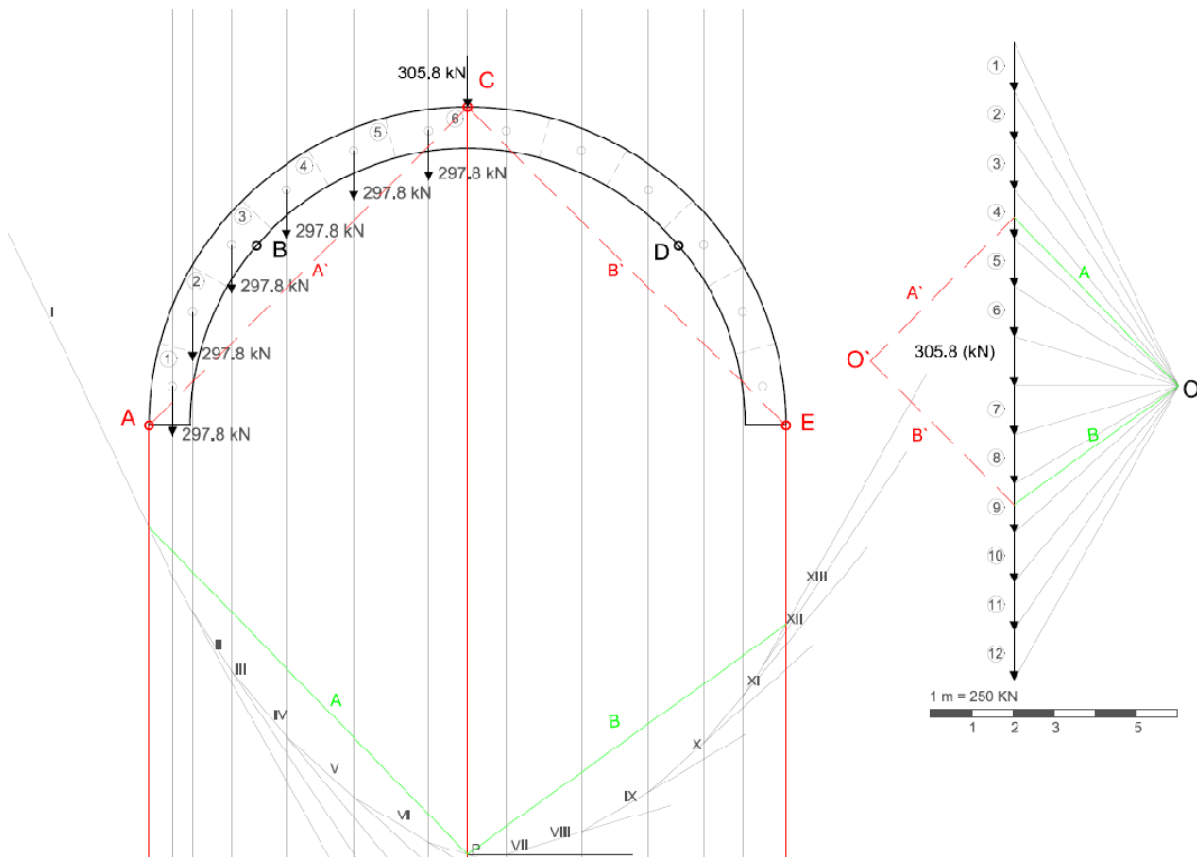 305.8 kN
C
6
5
4
3
2
1
297.8 kN
297.8 kN
297.8 kN
297.8 kN
297.8 kN
297.8 kN
B
D
A`
B`
A
E
I
II
III
IV
V
VI
P
VII
VIII
IX
X
XI
XII
XIII
A
B
1
2
3
4
5
6
305.8 (kN)
7
8
9
10
11
12
A
A`
O`
O
B`
B
1 m = 250 KN
1 2 3 5